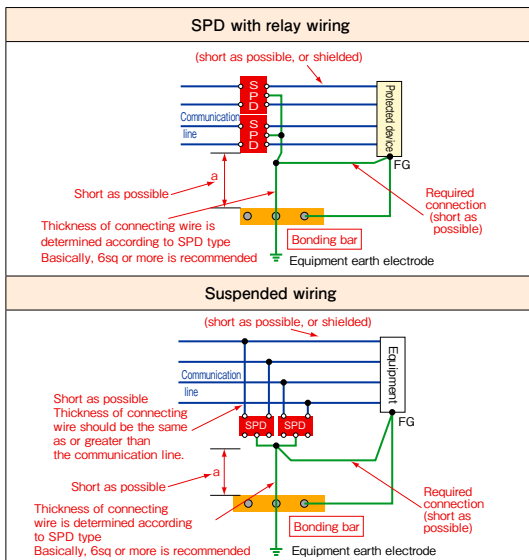 SPD with relay wiring
(short as possible, or shielded)
S
P
D
S
P
D
Communication
line
Protected device
FG
a
Short as possible
Required
connection
(short as
possible)
Thickness of connecting wire is
determined according to SPD type
Basically, 6sq or more is recommended
Bonding bar
Equipment earth electrode
Suspended wiring
(short as possible, or shielded)
Communication
line
Equipment
Short as possible
Thickness of connecting
wire should be the same
as or greater than
the communication line.
SPD
SPD
FG
a
Short as possible
Required
connection
(short as
possible)
Thickness of connecting
wire is determined according
to SPD type
Basically, 6sq or more is recommended
Bonding bar
Equipment earth electrode